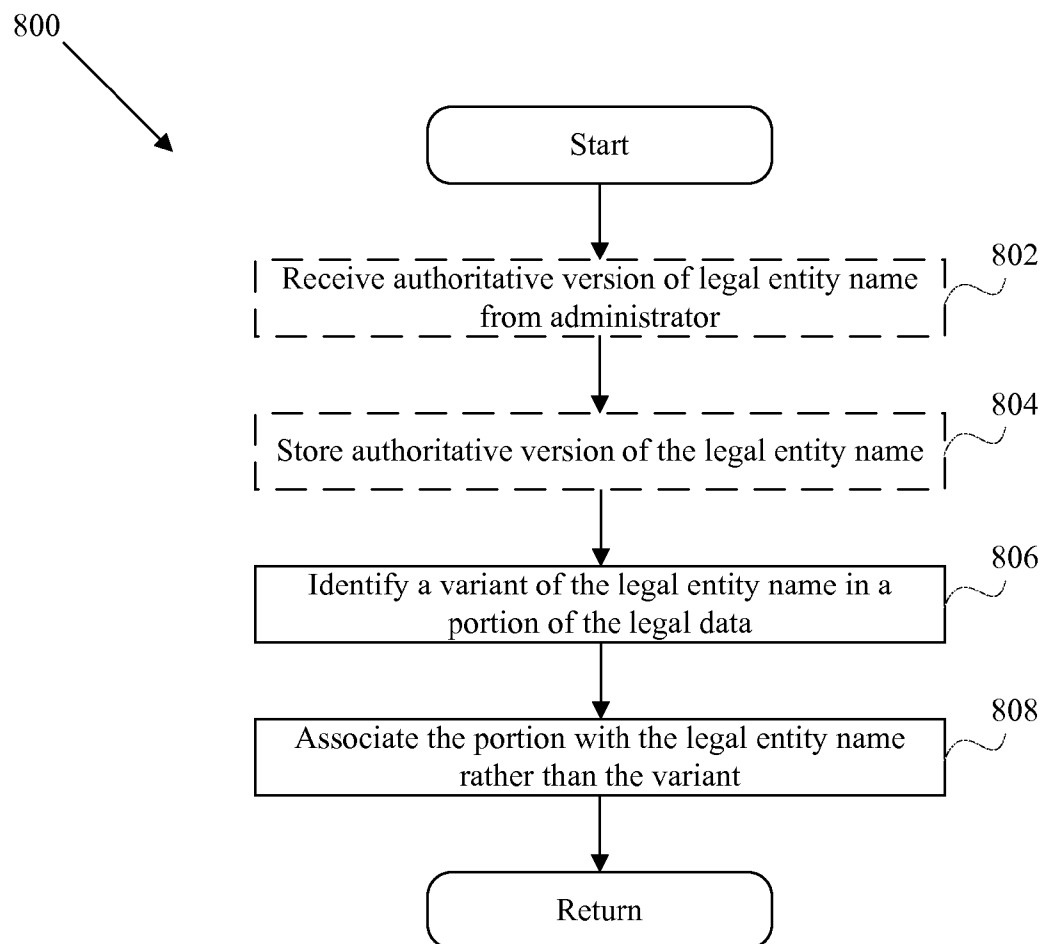 800
Start
802
Receive authoritative version of legal entity name
from administrator
804
Store authoritative version of the legal entity name
806
Identify a variant of the legal entity name in a
portion of the legal data
808
Associate the portion with the legal entity name
rather than the variant
Return